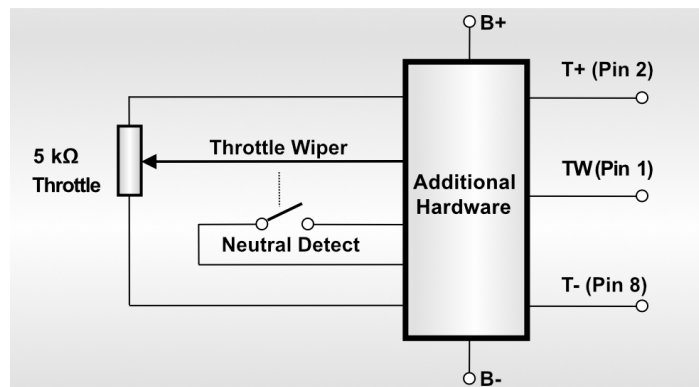 B+
T+ (Pin 2)
5 kΩ
Throttle
Throttle Wiper
Additional
Hardware
TW(Pin 1)
Neutral Detect
T- (Pin 8)
B-